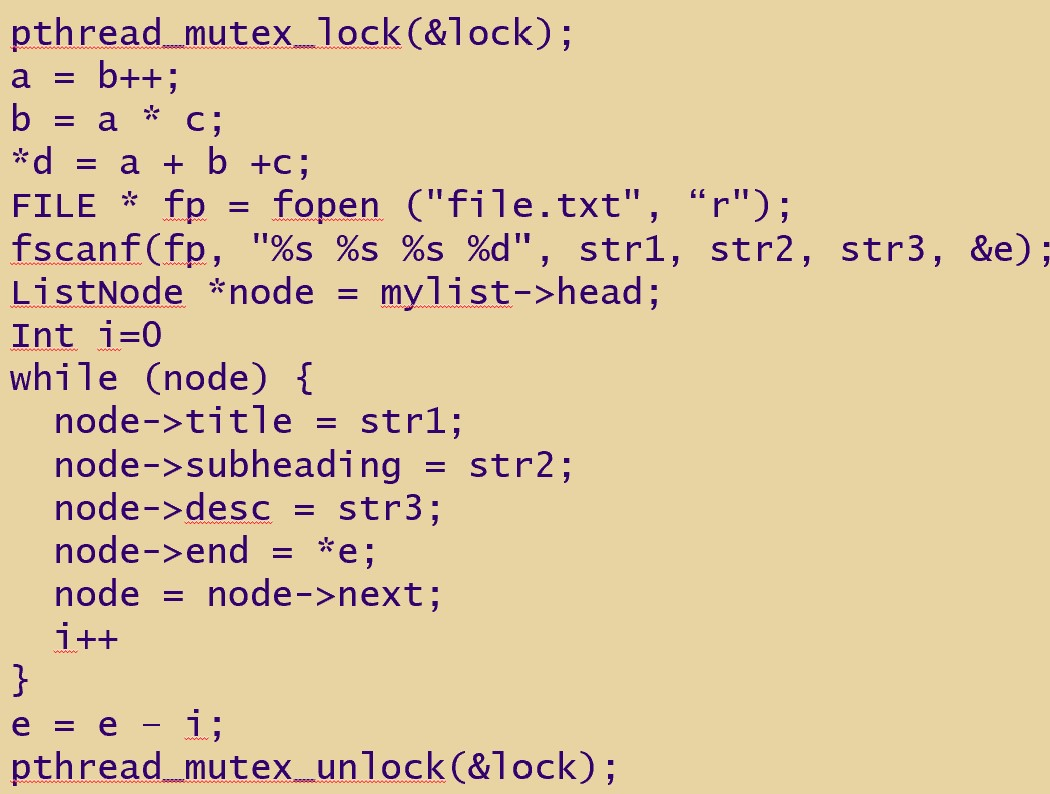 pthread_mutex_lock(&lock);
a = b++;
b = a * c;
*d = a + b +c;
FILE * fp = fopen ("file.txt", “r");
fscanf(fp, "%s %s %s %d", str1, str2, str3, &e);
ListNode *node = mylist->head;
Int i=0
while (node) {
  node->title = str1;
  node->subheading = str2;
  node->desc = str3;
  node->end = *e;
  node = node->next;
  i++
}
e = e – i;
pthread_mutex_unlock(&lock);